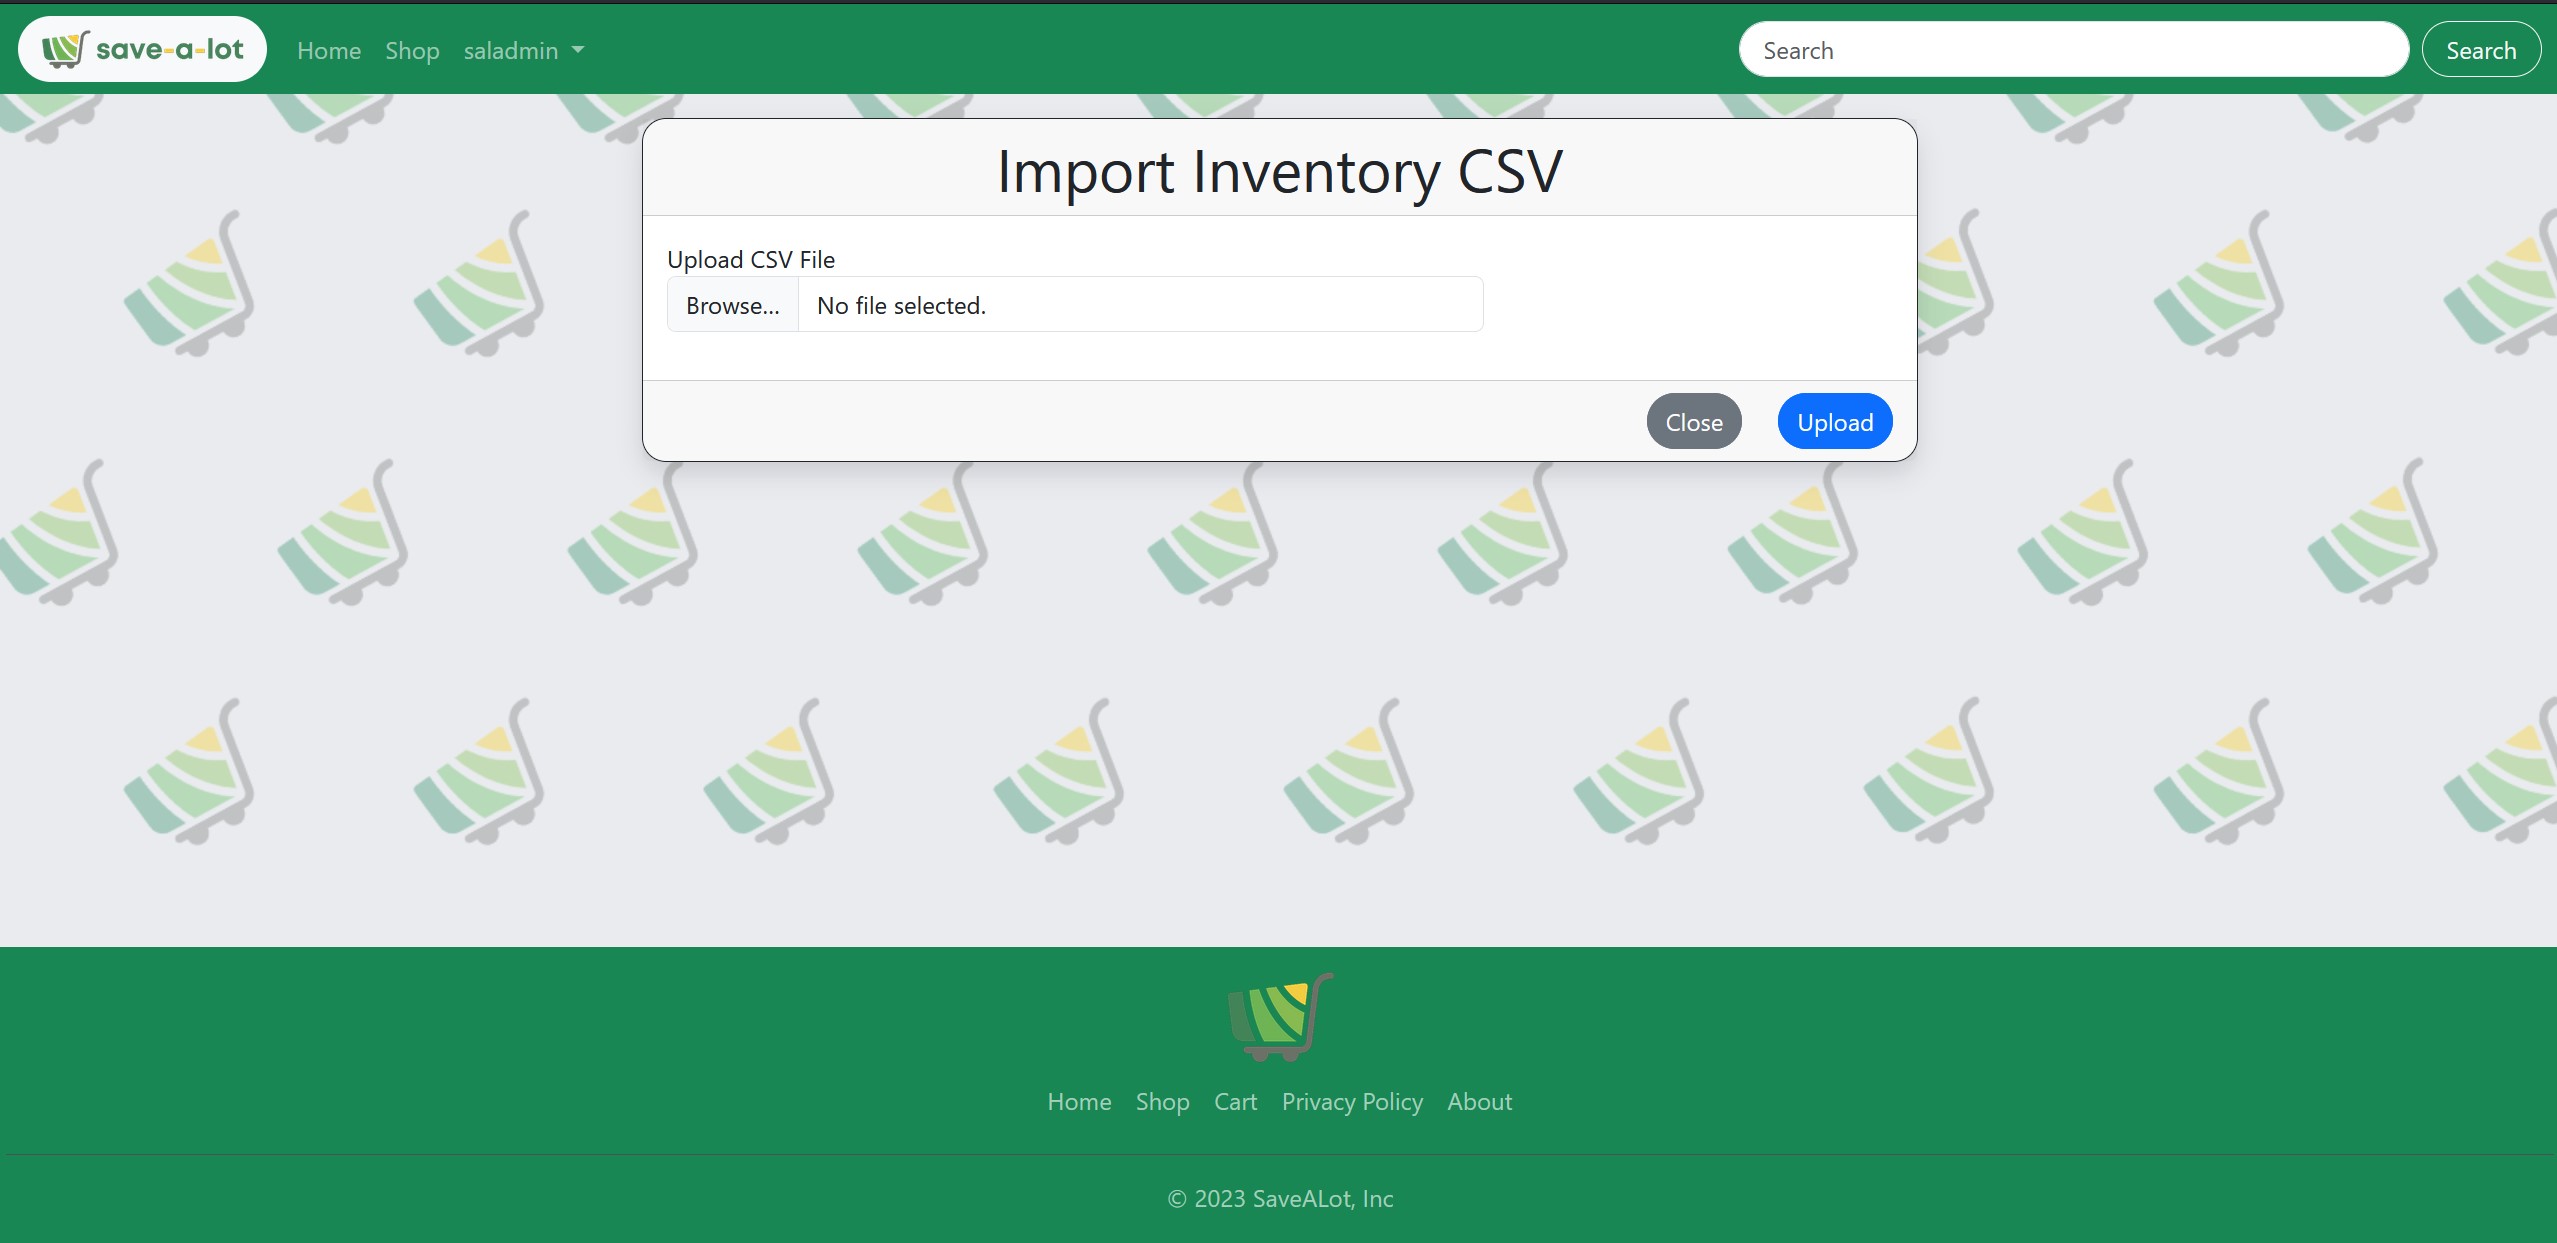 save-a-lot Home Shop saladmin Search Search
Import Inventory CSV
Upload CSV File
Browse... No file selected.
Close Upload
Home Shop Cart Privacy Policy About
© 2023 SaveALot, Inc